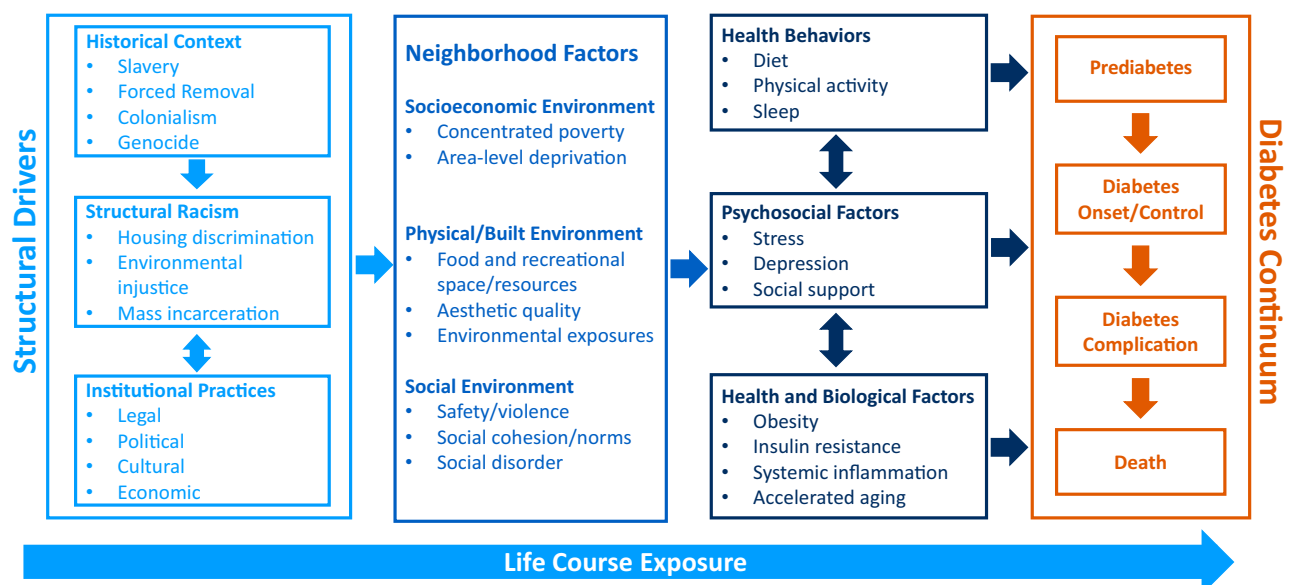 Structural Drivers
Historical Context
• Slavery
• Forced Removal
• Colonialism
• Genocide
Structural Racism
• Housing discrimination
• Environmental
injustice
• Mass incarceration
Institutional Practices
• Legal
• Political
• Cultural
• Economic
Neighborhood Factors
Socioeconomic Environment
• Concentrated poverty
• Area-level deprivation
Physical/Built Environment
• Food and recreational
space/resources
• Aesthetic quality
• Environmental exposures
Social Environment
• Safety/violence
• Social cohesion/norms
• Social disorder
Health Behaviors
• Diet
• Physical activity
• Sleep
Psychosocial Factors
• Stress
• Depression
• Social support
Health and Biological Factors
• Obesity
• Insulin resistance
• Systemic inflammation
• Accelerated aging
Prediabetes
Diabetes
Onset/Control
Diabetes
Complication
Death
Diabetes Continuum
Life Course Exposure